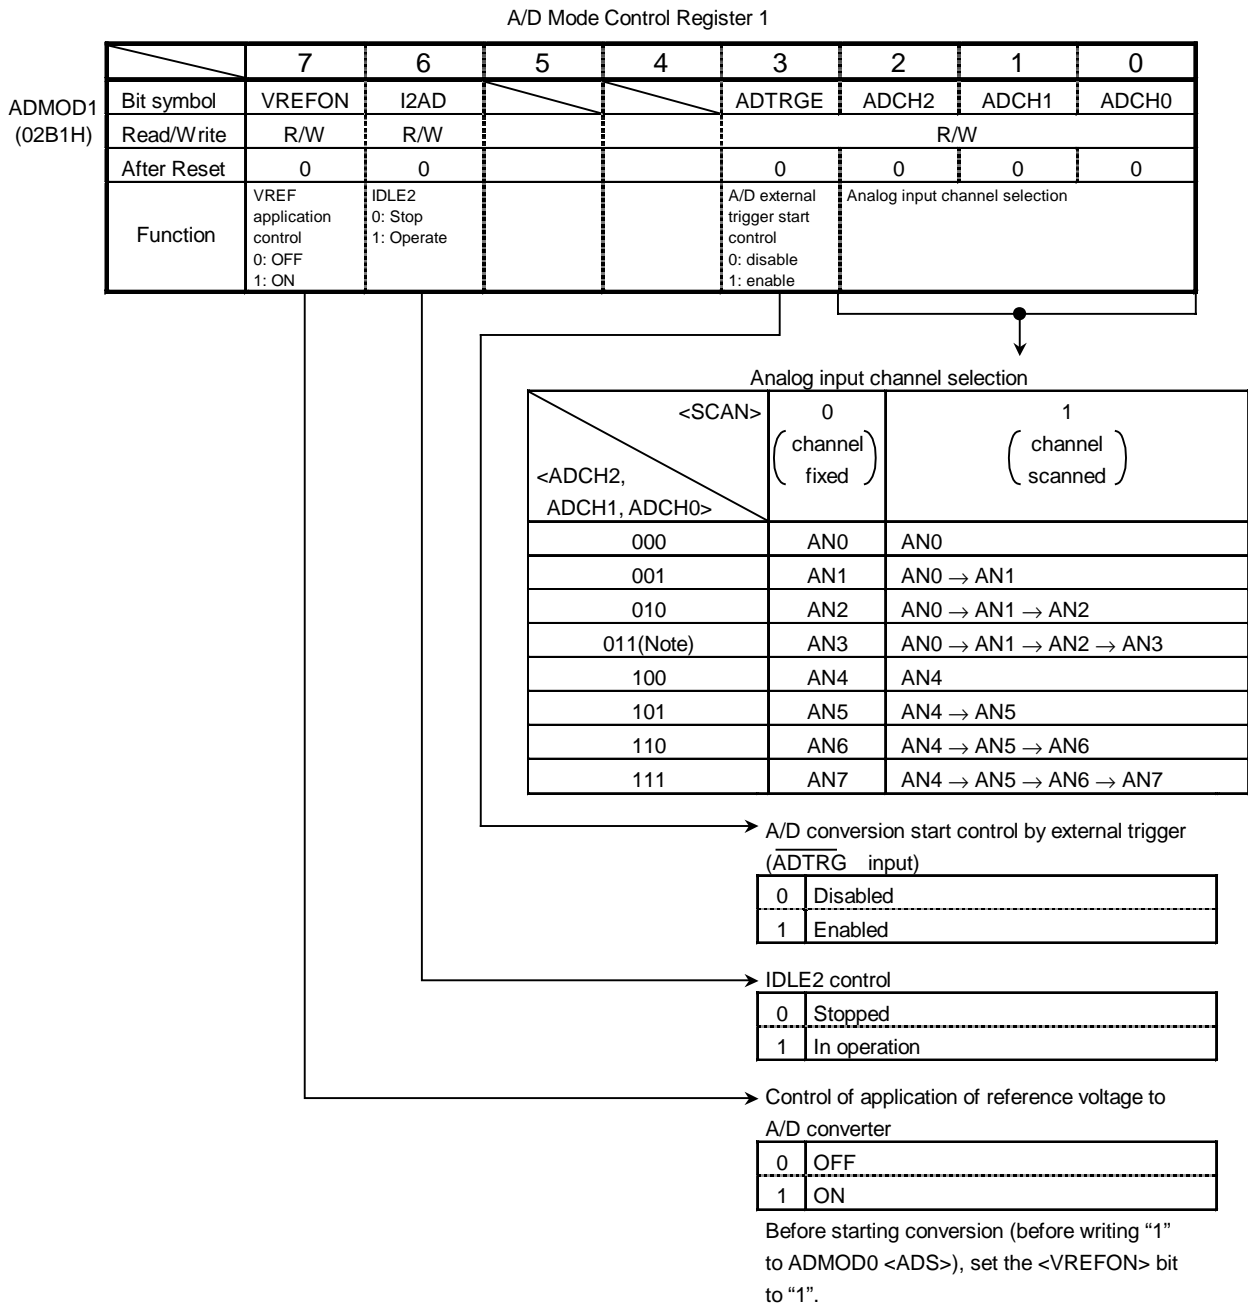 A/D Mode Control Register 1
7 6 5 4 3 2 1 0
ADMOD1
(02B1H)
Bit symbol VREFON I2AD ADTRGE ADCH2 ADCH1 ADCH0
Read/Write R/W R/W R/W
After Reset 0 0 0 0 0 0
Function
VREF
application
control
0: OFF
1: ON
IDLE2
0: Stop
1: Operate
A/D external
trigger start
control
0: disable
1: enable
Analog input channel selection
Analog input channel selection
<SCAN>
<ADCH2,
ADCH1, ADCH0>
0
channel
fixed
1
channel
scanned
000 AN0 AN0
001 AN1 AN0 → AN1
010 AN2 AN0 → AN1 → AN2
011(Note) AN3 AN0 → AN1 → AN2 → AN3
100 AN4 AN4
101 AN5 AN4 → AN5
110 AN6 AN4 → AN5 → AN6
111 AN7 AN4 → AN5 → AN6 → AN7
A/D conversion start control by external trigger
(ADTRG input)
0 Disabled
1 Enabled
IDLE2 control
0 Stopped
1 In operation
Control of application of reference voltage to
A/D converter
0 OFF
1 ON
Before starting conversion (before writing “1”
to ADMOD0 <ADS>), set the <VREFON> bit
to “1”.